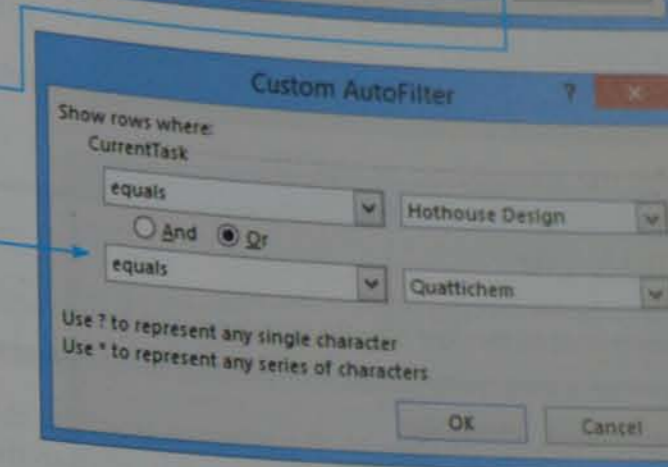 Custom AutoFilter ? ×
Show rows where:
CurrentTask
equals Hothouse Design
And Or
equals Quattichem
Use ? to represent any single character
Use * to represent any series of characters
OK Cancel